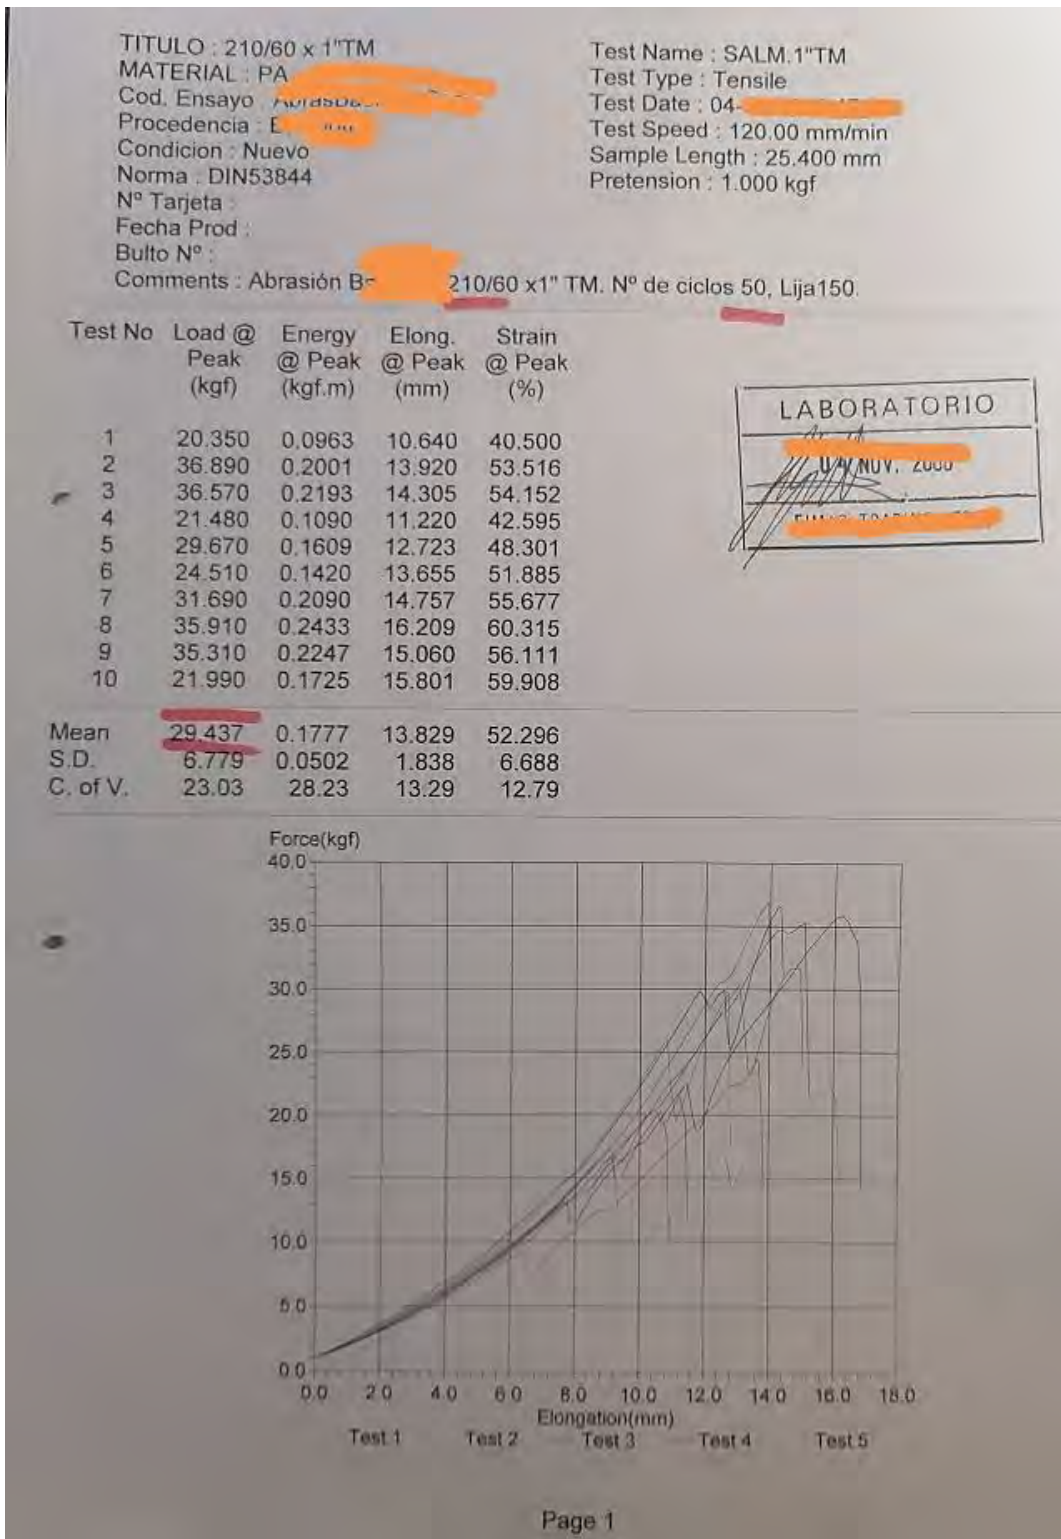 TITULO : 210/60 x 1"TM
MATERIAL : PA
Cod. Ensayo :
Procedencia :
Condicion : Nuevo
Norma : DIN53844
Nº Tarjeta :
Fecha Prod :
Bulto Nº :
Test Name : SALM.1"TM
Test Type : Tensile
Test Date : 04-
Test Speed : 120.00 mm/min
Sample Length : 25.400 mm
Pretension : 1.000 kgf
Comments : Abrasión 210/60 x1" TM. Nº de ciclos 50, Lija150.
Test No Load @ Energy Elong. Strain
Peak @ Peak @ Peak @ Peak
(kgf) (kgf.m) (mm) (%)
1 20.350 0.0963 10.640 40.500
2 36.890 0.2001 13.920 53.516
3 36.570 0.2193 14.305 54.152
4 21.480 0.1090 11.220 42.595
5 29.670 0.1609 12.723 48.301
6 24.510 0.1420 13.655 51.885
7 31.690 0.2090 14.757 55.677
8 35.910 0.2433 16.209 60.315
9 35.310 0.2247 15.060 56.111
10 21.990 0.1725 15.801 59.908
LABORATORIO
NOV.
Mean 29.437 0.1777 13.829 52.296
S.D. 6.779 0.0502 1.838 6.688
C. of V. 23.03 28.23 13.29 12.79
Force(kgf)
40.0
35.0
30.0
25.0
20.0
15.0
10.0
5.0
0.0
0.0 2.0 4.0 6.0 8.0 10.0 12.0 14.0 16.0 18.0
Elongation(mm)
Test 1 Test 2 Test 3 Test 4 Test 5
Page 1